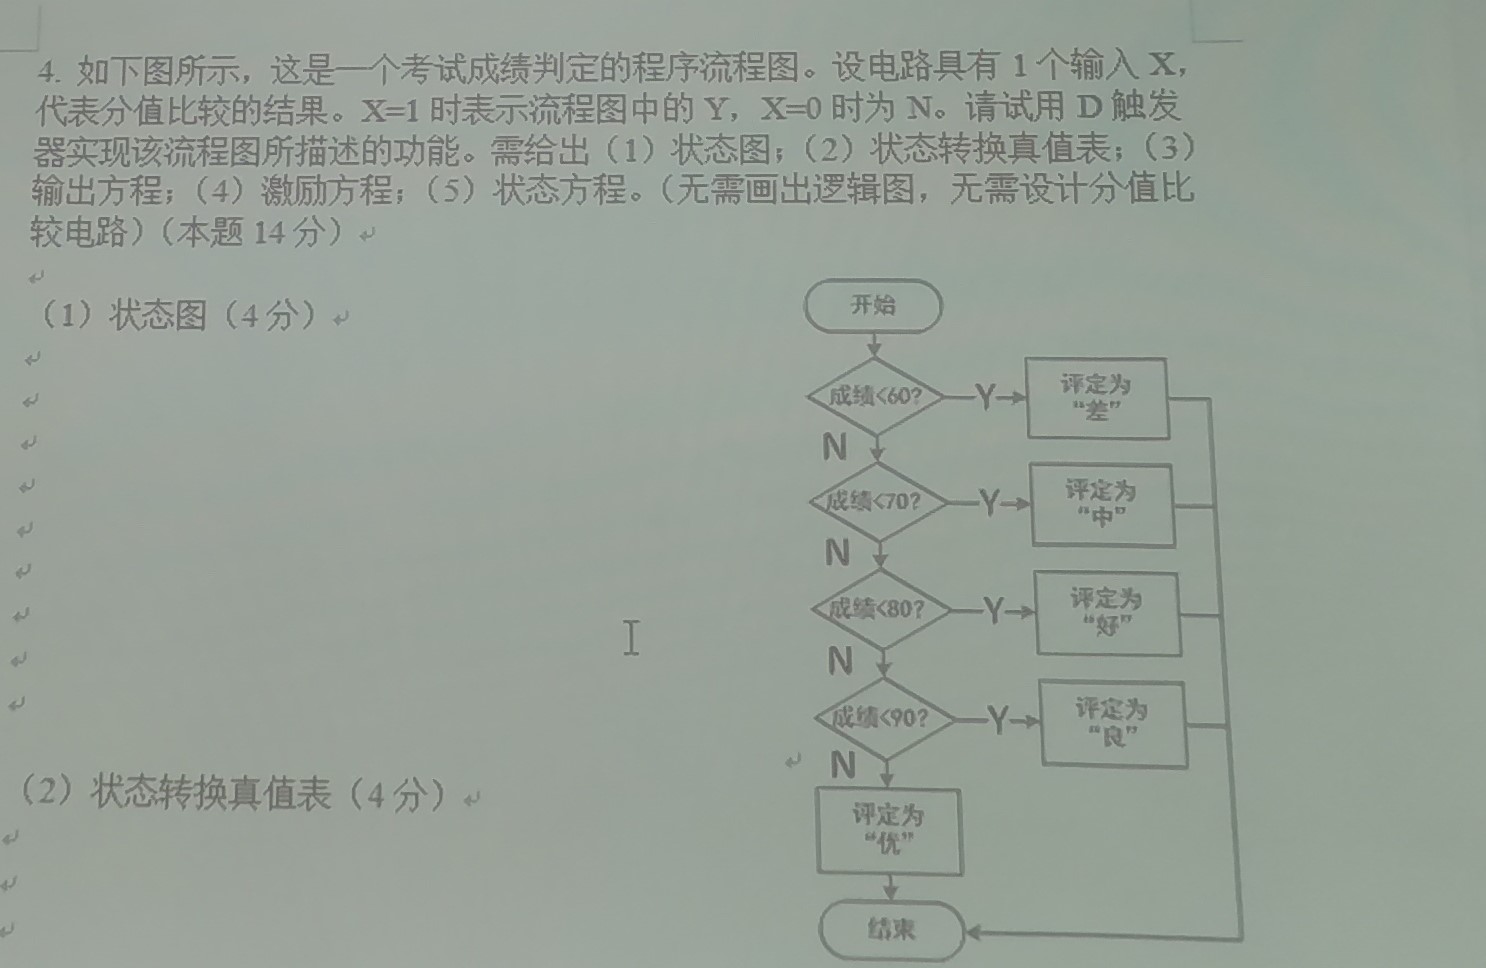 4. 如下图所示，这是一个考试成绩判定的程序流程图。设电路具有 1 个输入 X，
代表分值比较的结果。X=1 时表示流程图中的 Y，X=0 时为 N。请试用 D 触发
器实现该流程图所描述的功能。需给出（1）状态图；（2）状态转换真值表；（3）
输出方程；（4）激励方程；（5）状态方程。（无需画出逻辑图，无需设计分值比
较电路）（本题 14 分）
（1）状态图（4 分）
开始
成绩<60?
Y
评定为
“差”
N
成绩<70?
Y
评定为
“中”
N
成绩<80?
Y
评定为
“好”
N
成绩<90?
Y
评定为
“良”
N
评定为
“优”
结束
（2）状态转换真值表（4 分）